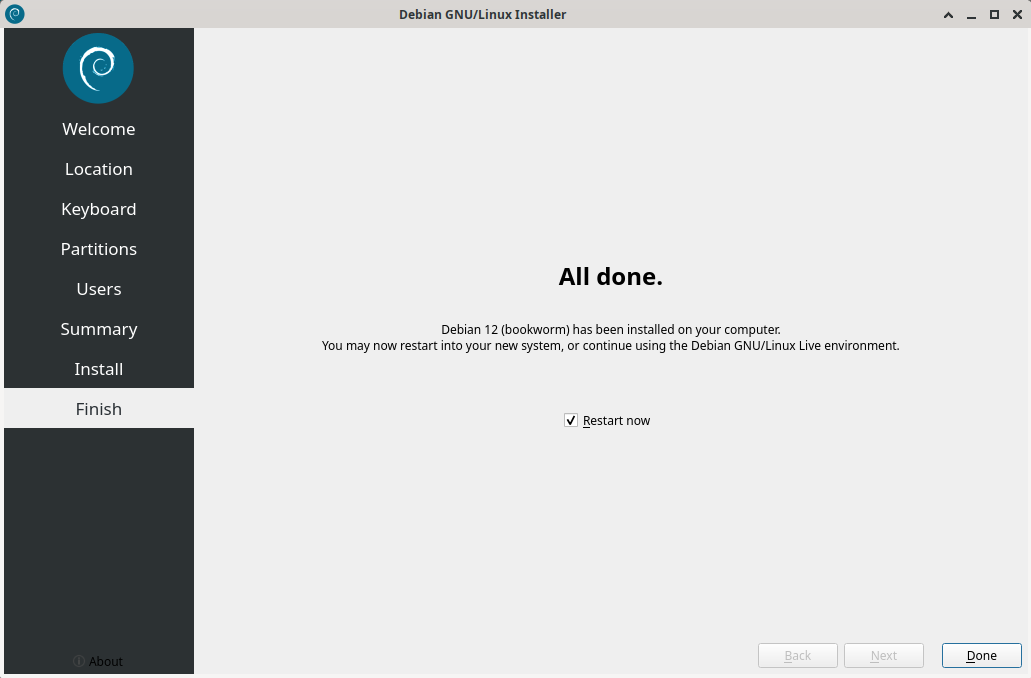 Debian GNU/Linux Installer
Welcome
Location
Keyboard
Partitions
Users
Summary
Install
Finish
About
All done.
Debian 12 (bookworm) has been installed on your computer.
You may now restart into your new system, or continue using the Debian GNU/Linux Live environment.
Restart now
Back Next Done